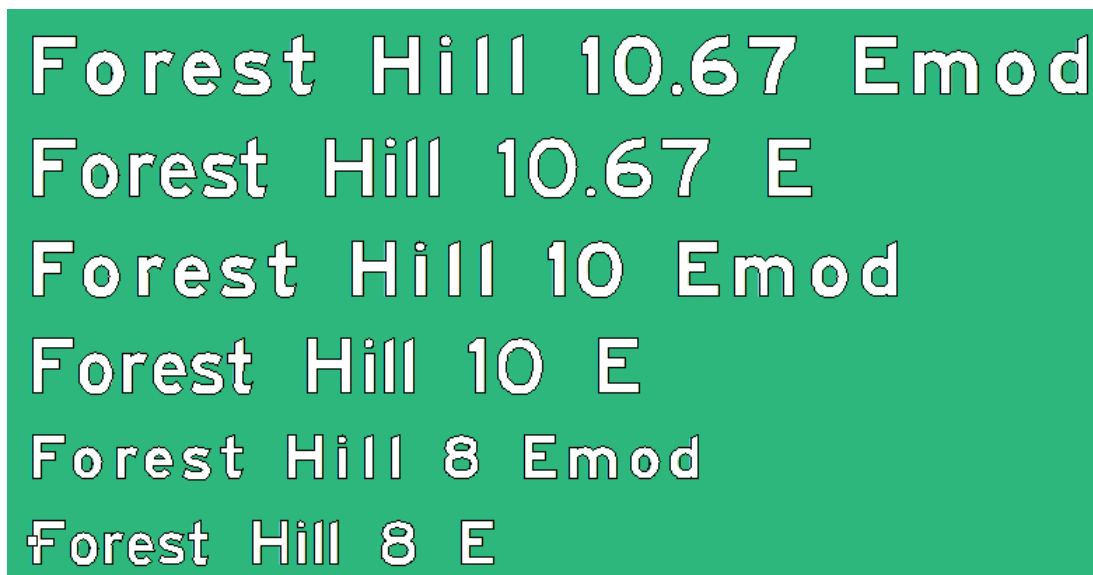 Forest Hill 10.67 Emod
Forest Hill 10.67 E
Forest Hill 10 Emod
Forest Hill 10 E
Forest Hill 8 Emod
Forest Hill 8 E